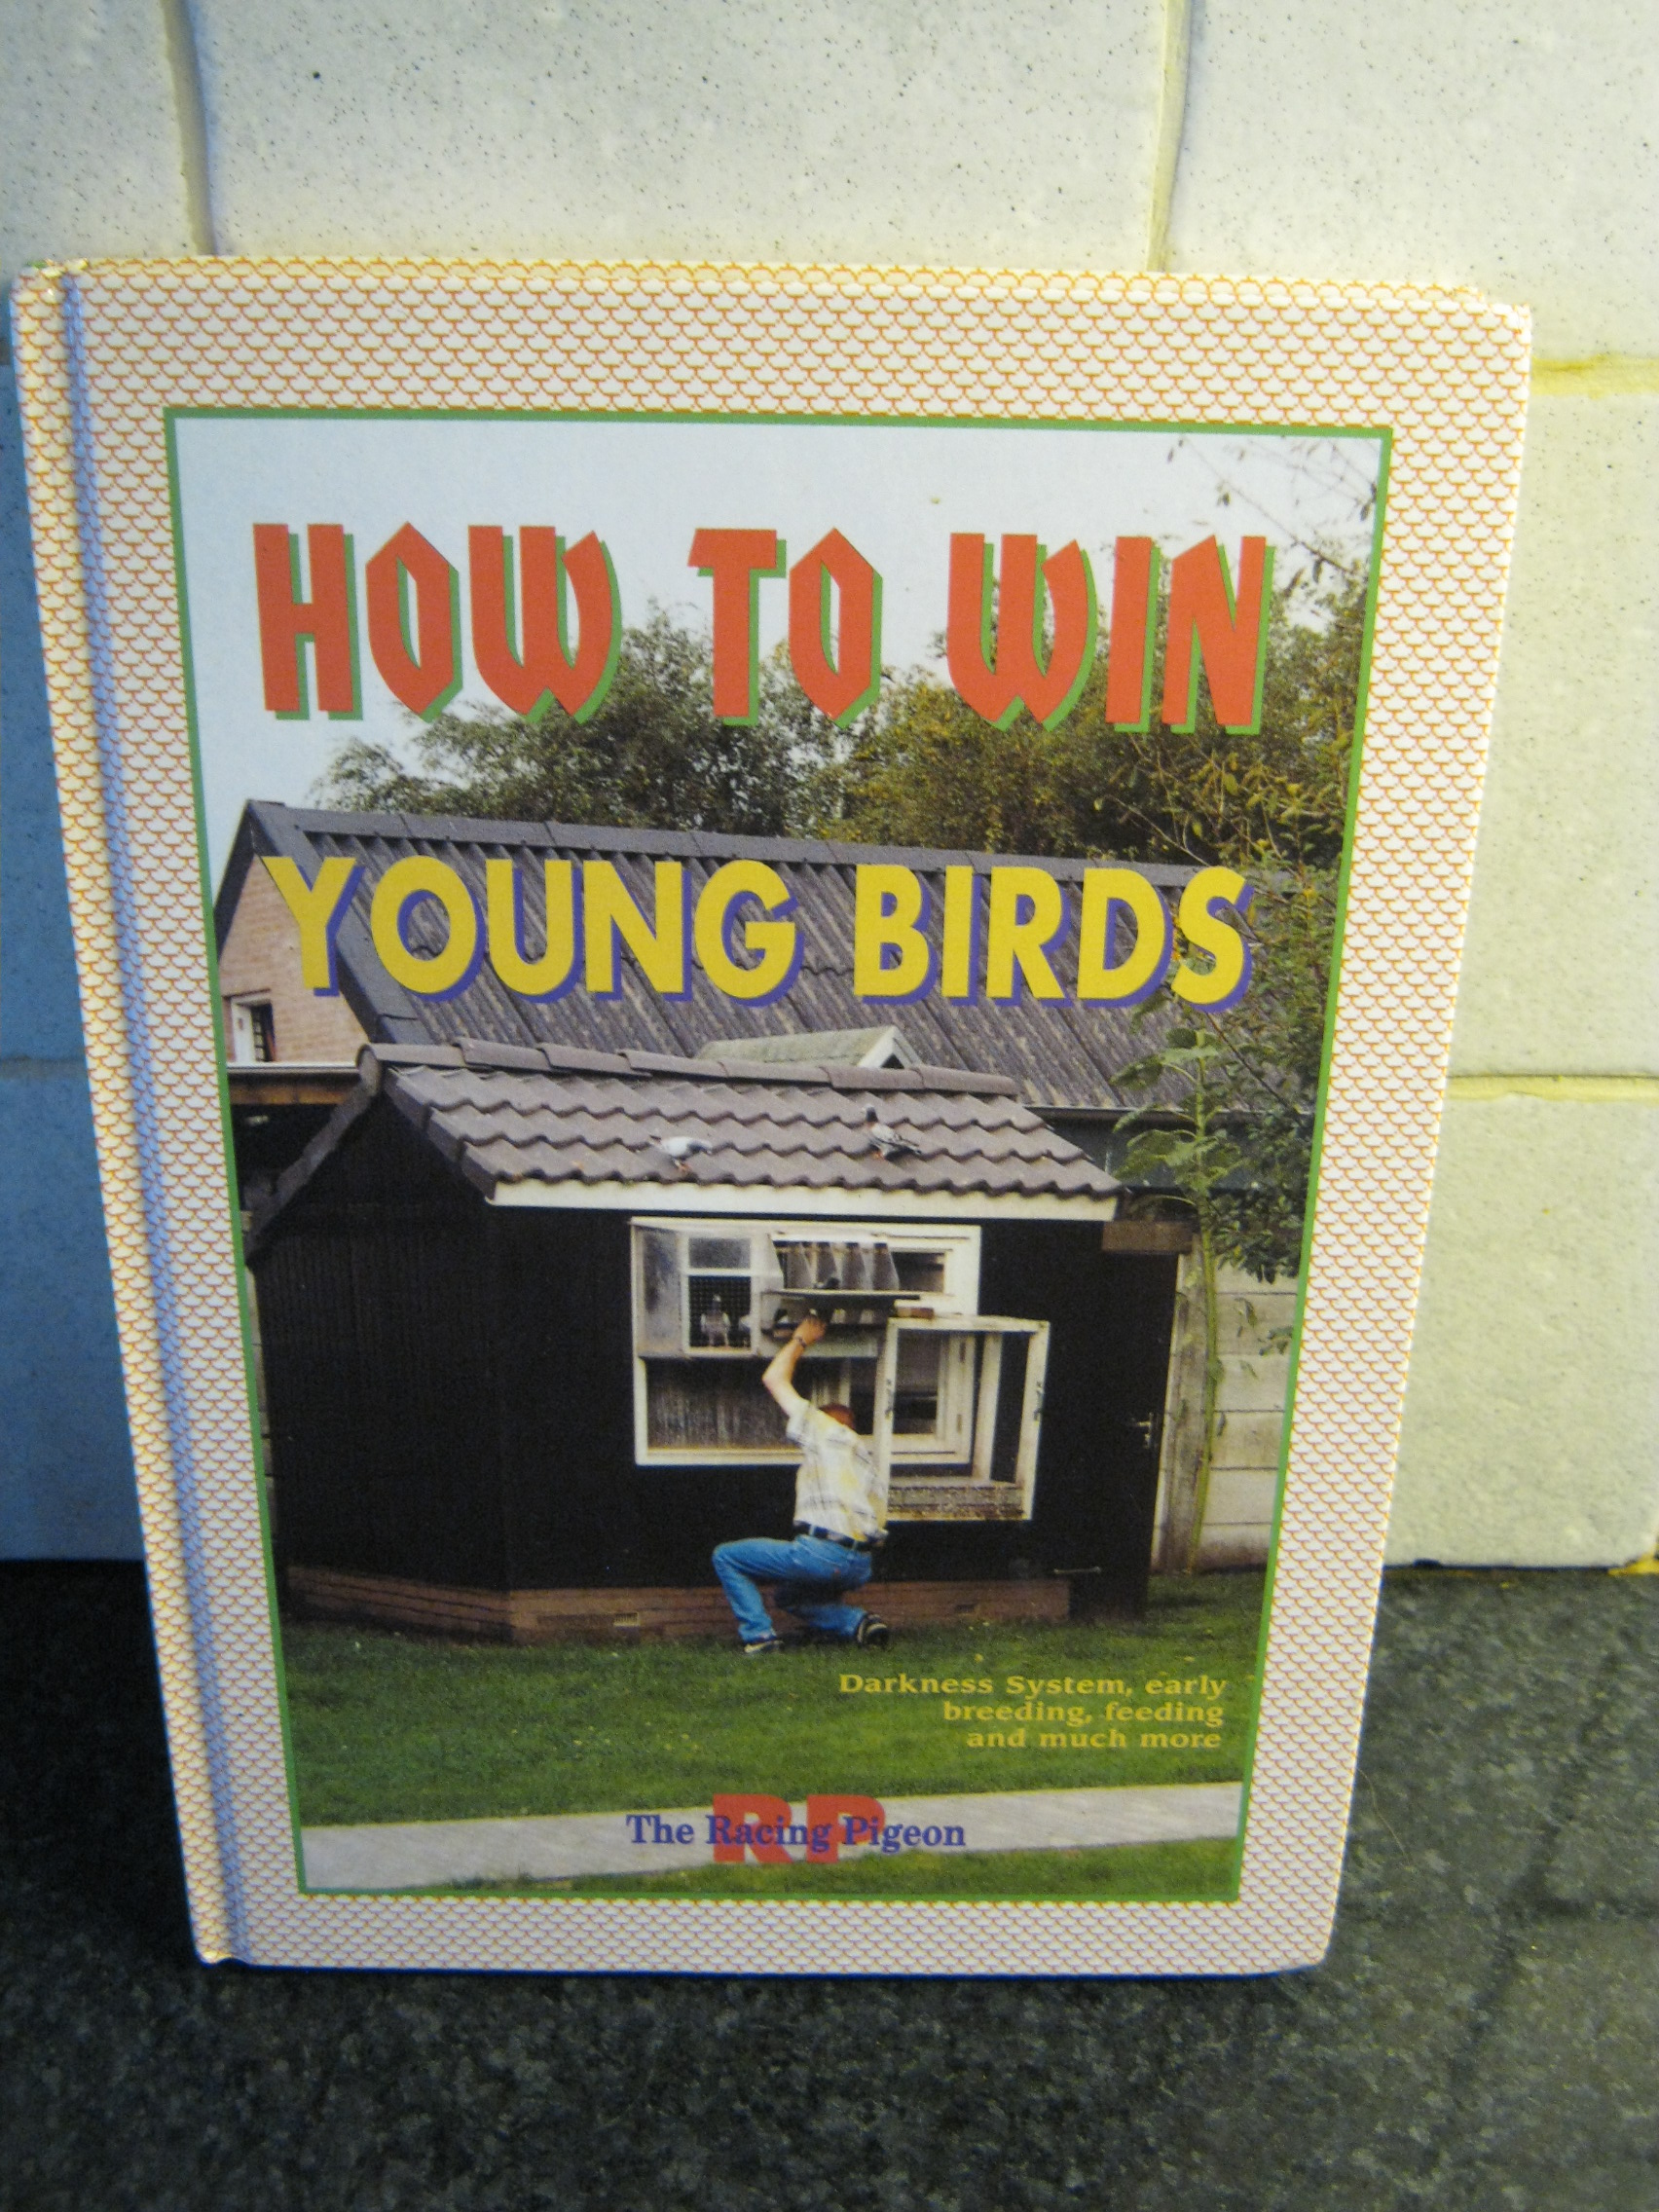 HOW TO WIN
YOUNG BIRDS
Darkness System, early
breeding, feeding
and much more
RP
The Racing Pigeon